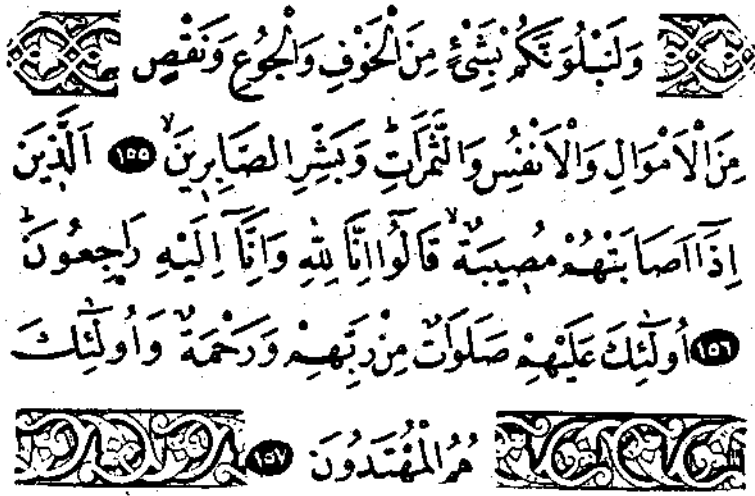 وَلَنَبْلُوَنَّكُمْ بِشَيْئٍ مِنَ الْخَوْفِ وَالْجُوعِ وَنَقْصٍ
مِنَ الْاَمْوَالِ وَالْاَنْفُسِ وَالثَّمَرَاتِۜ وَبَشِّرِ الصَّابِرِينَۙ ١٥٥ اَلَّذِينَ
اِذَٓا اَصَابَتْهُمْ مُصِيبَةٌۙ قَالُٓوا اِنَّا لِلّٰهِ وَاِنَّٓا اِلَيْهِ رَاجِعُونَۜ
١٥٦ اُولٰٓئِكَ عَلَيْهِمْ صَلَوَاتٌ مِنْ رَبِّهِمْ وَرَحْمَةٌ وَاُولٰٓئِكَ
هُمُ الْمُهْتَدُونَ ١٥٧